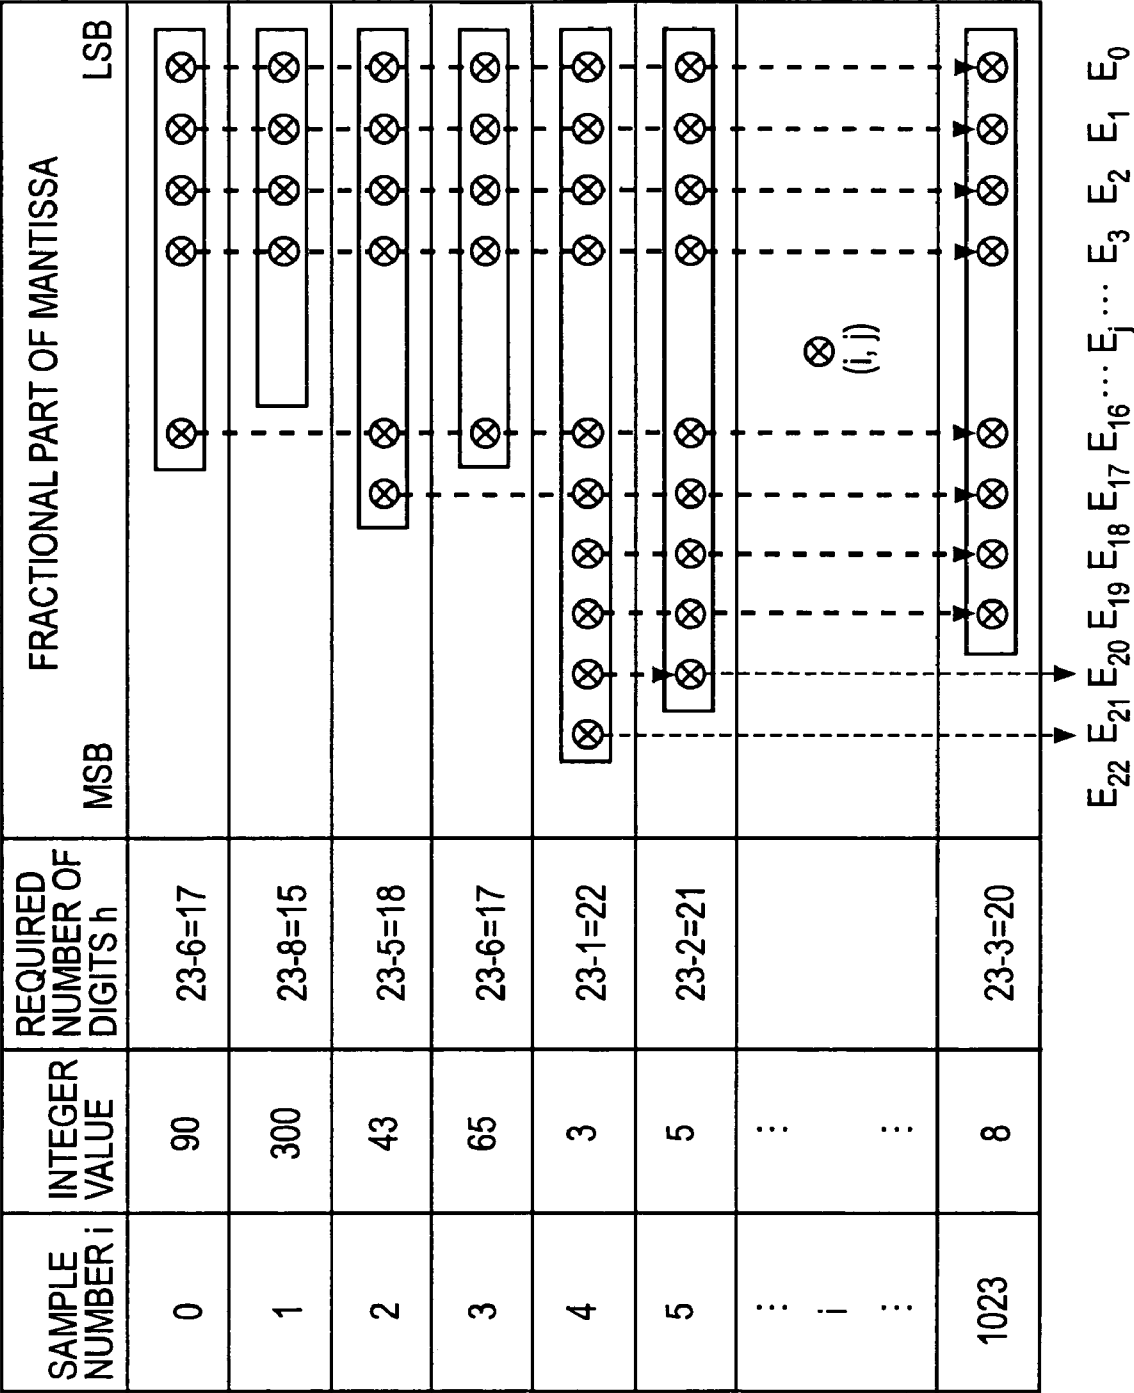 SAMPLE
NUMBER i
INTEGER
VALUE
REQUIRED
NUMBER OF
DIGITS h
FRACTIONAL PART OF MANTISSA
MSB
LSB
0
90
23-6=17
1
300
23-8=15
2
43
23-5=18
3
65
23-6=17
4
3
23-1=22
5
5
23-2=21
⋯
i
⋯
⋯
⋯
(i, j)
1023
8
23-3=20
E22 E21 E20 E19 E18 E17 E16 ⋯ Ej ⋯ E3 E2 E1 E0